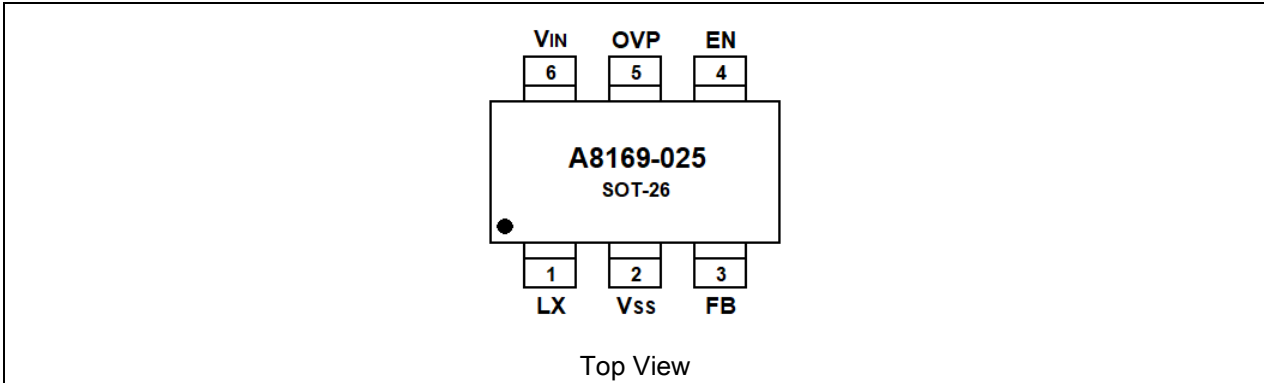 VIN OVP EN
6 5 4
A8169-025
SOT-26
1 2 3
LX VSS FB
Top View